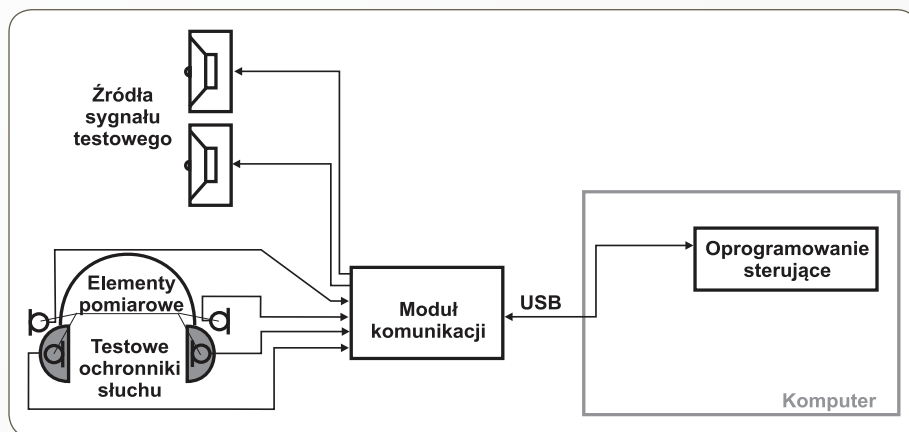 Źródła
sygnału
testowego
Elementy
pomiarowe
Testowe
ochronniki
słuchu
Moduł
komunikacji
USB
Oprogramowanie
sterujące
Komputer